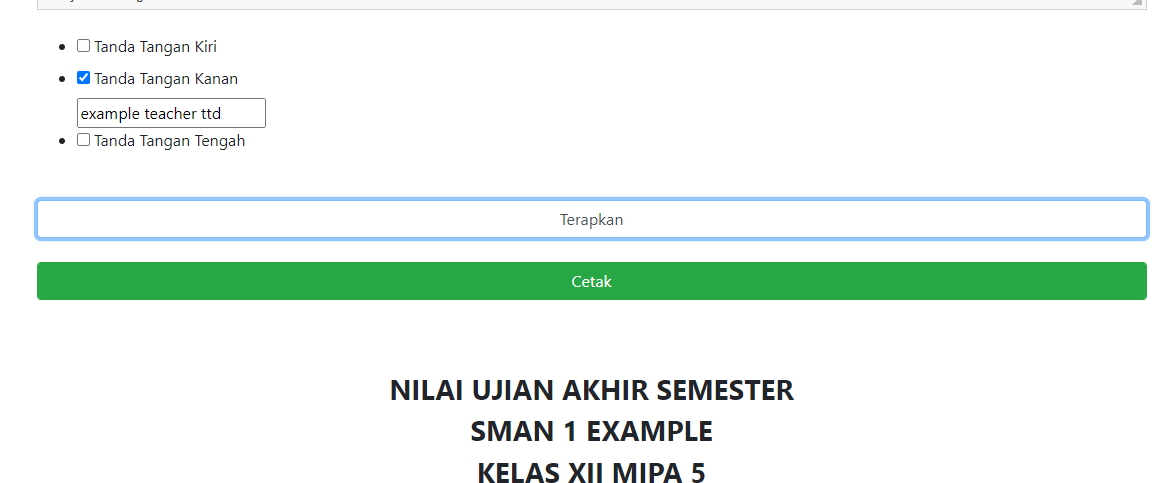 Tanda Tangan Kiri
Tanda Tangan Kanan
example teacher ttd
Tanda Tangan Tengah
Terapkan
Cetak
NILAI UJIAN AKHIR SEMESTER
SMAN 1 EXAMPLE
KELAS XII MIPA 5